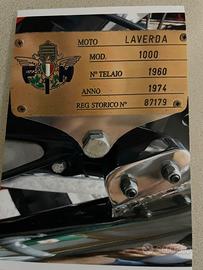 MOTO LAVERDA
MOD. 1000
N° TELAIO 1960
ANNO 1974
REG. STORICO N° 87179
F M